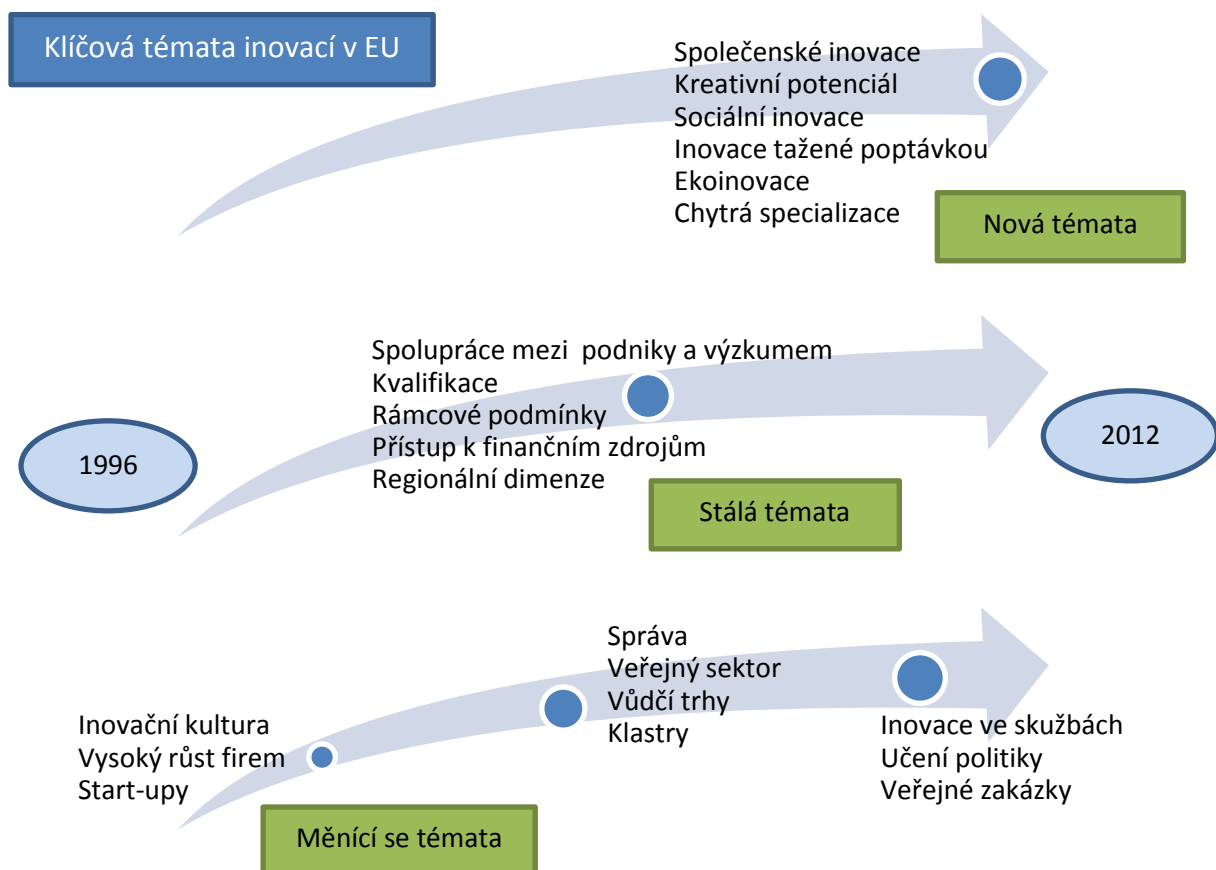 Klíčová témata inovací v EU
Společenské inovace
Kreativní potenciál
Sociální inovace
Inovace tažené poptávkou
Ekoinovace
Chytrá specializace
Nová témata
Spolupráce mezi  podniky a výzkumem
Kvalifikace
Rámcové podmínky
Přístup k finančním zdrojům
Regionální dimenze
1996
2012
Stálá témata
Správa
Veřejný sektor
Vůdčí trhy
Klastry
Inovační kultura
Vysoký růst firem
Start-upy
Inovace ve skužbách
Učení politiky
Veřejné zakázky
Měnící se témata